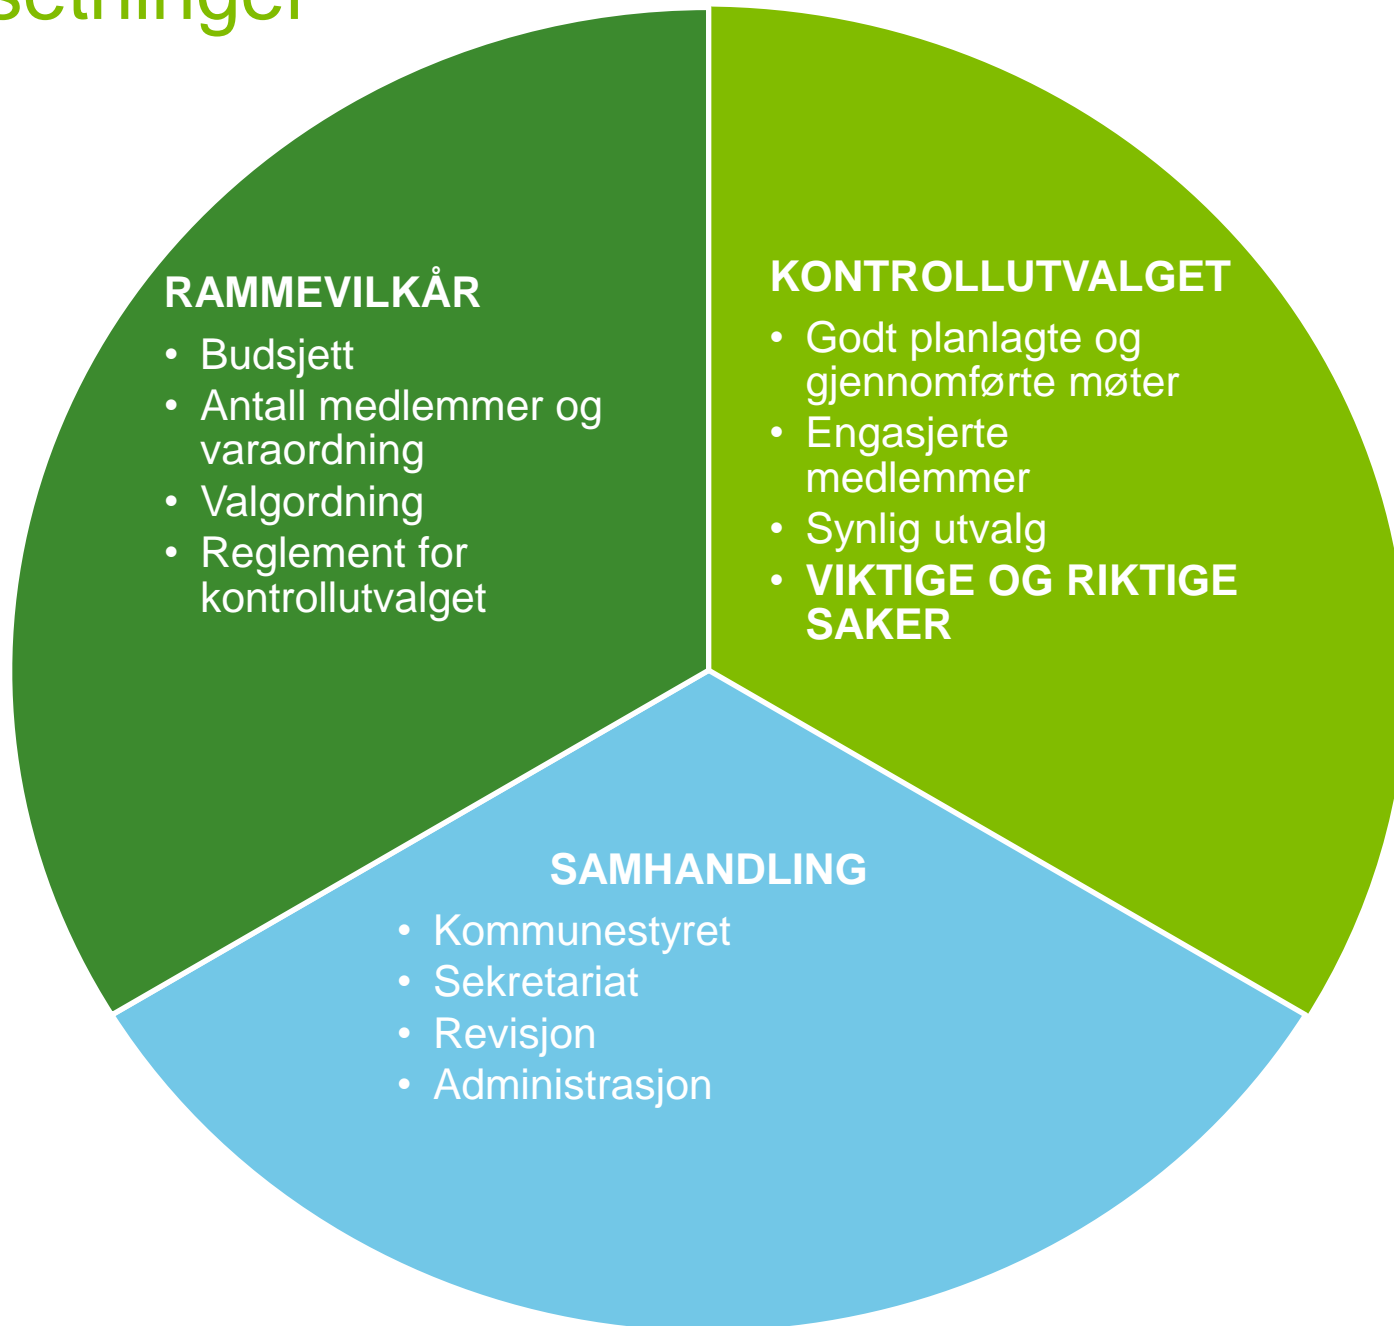 setninger
RAMMEVILKÅR
• Budsjett
• Antall medlemmer og
varaordning
• Valgordning
• Reglement for
kontrollutvalget
KONTROLLUTVALGET
• Godt planlagte og
gjennomførte møter
• Engasjerte
medlemmer
• Synlig utvalg
• VIKTIGE OG RIKTIGE
SAKER
SAMHANDLING
• Kommunestyret
• Sekretariat
• Revisjon
• Administrasjon